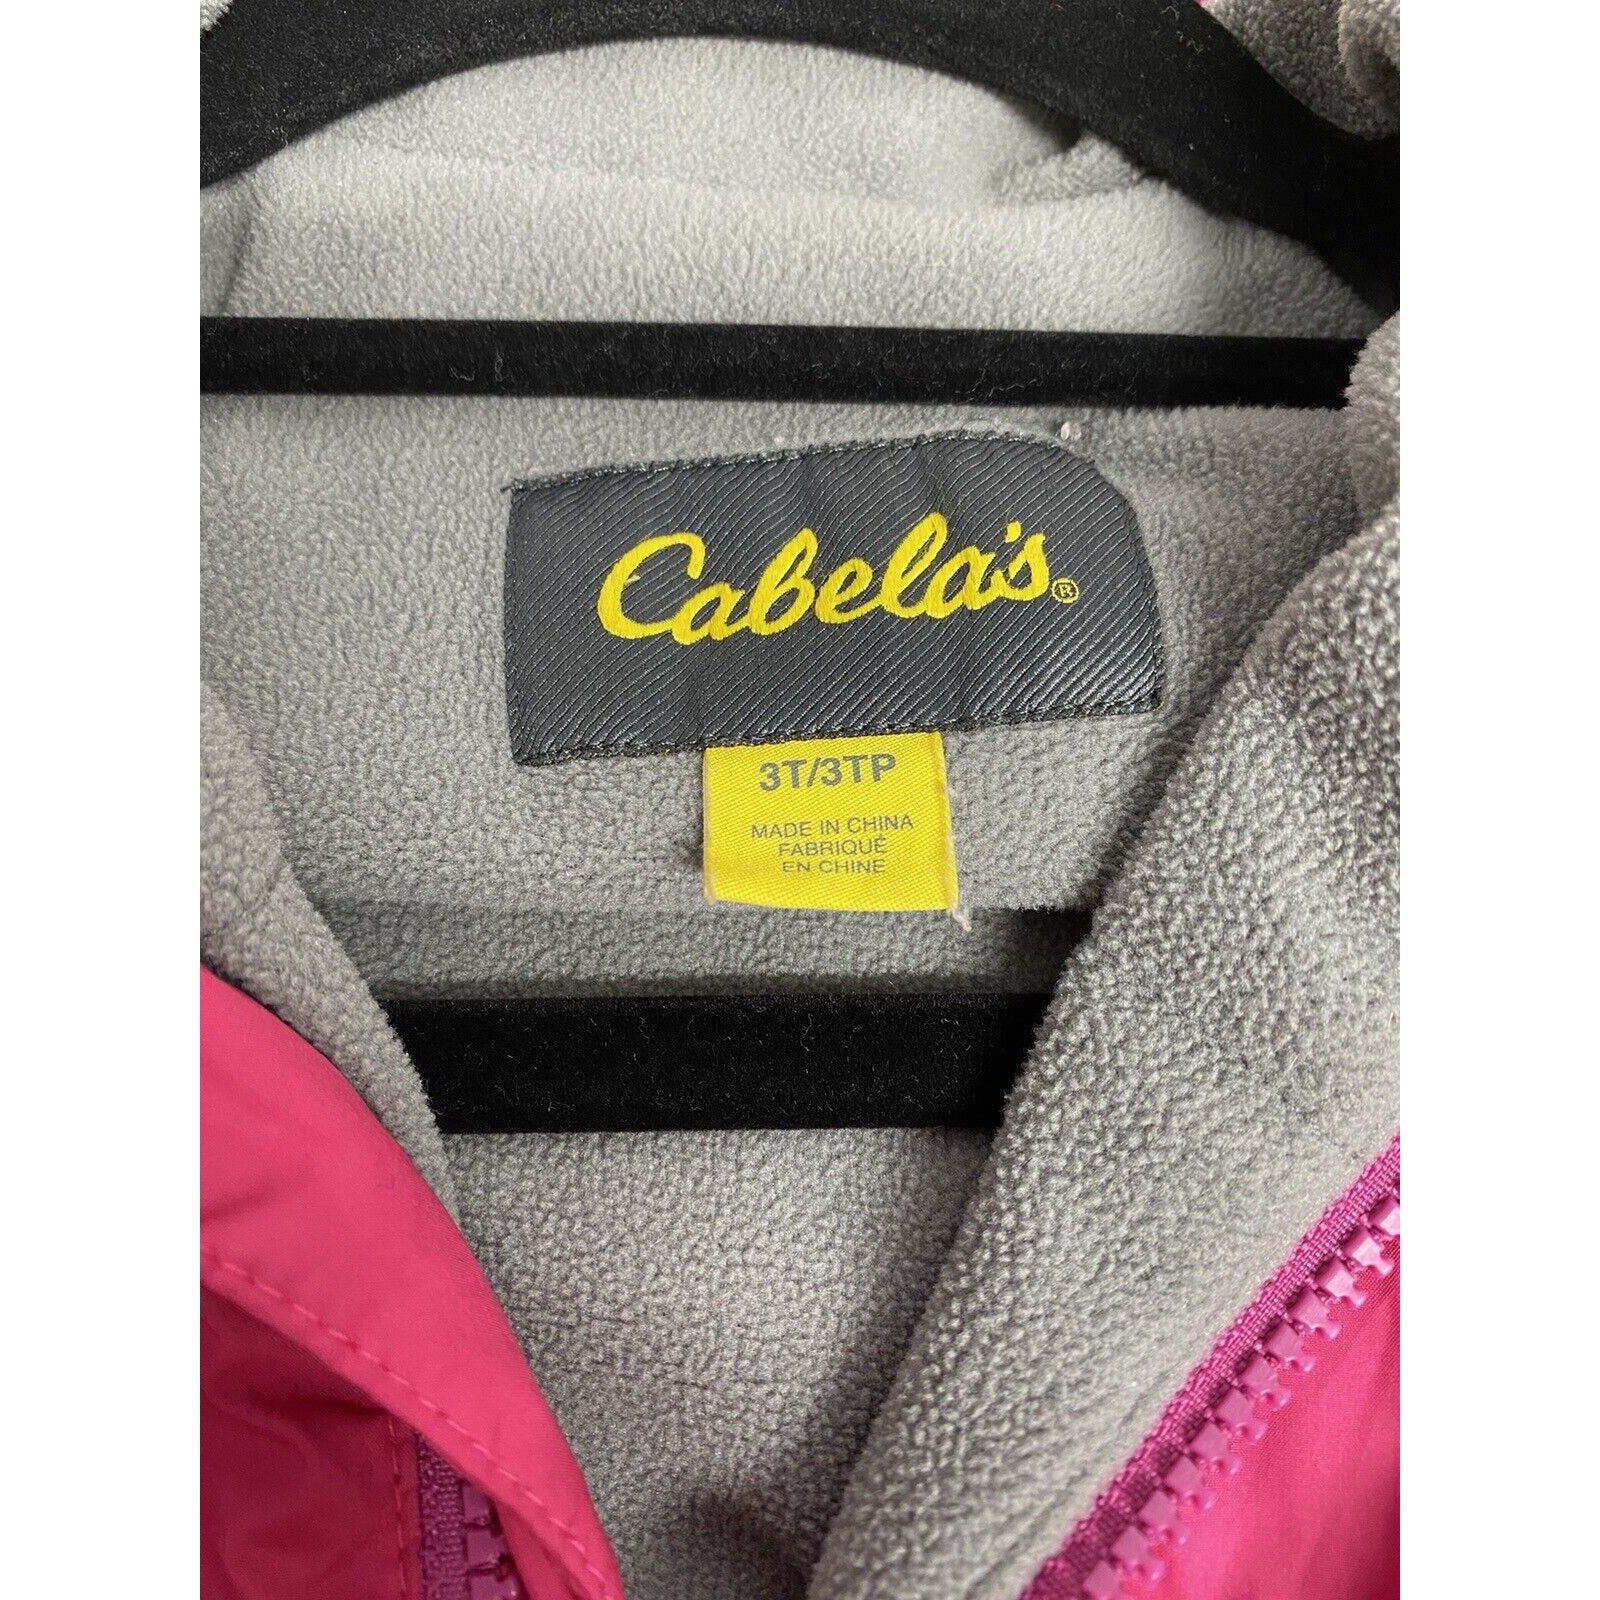 Cabela's®
3T/3TP
MADE IN CHINA
FABRIQUÉ
EN CHINE